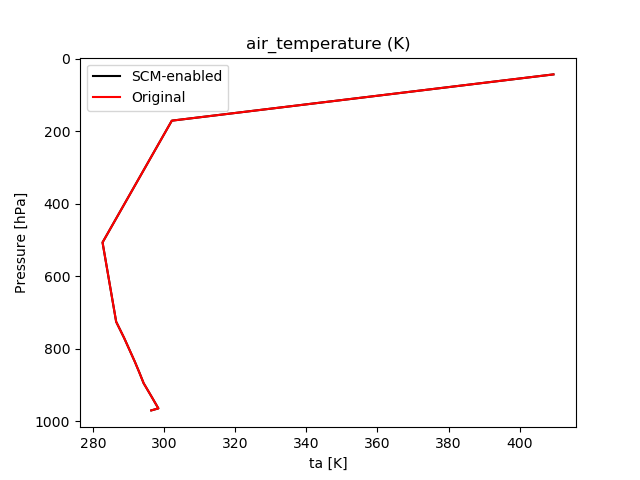 air_temperature (K)
SCM-enabled
Original
0
200
400
600
800
1000
Pressure [hPa]
280
300
320
340
360
380
400
ta [K]